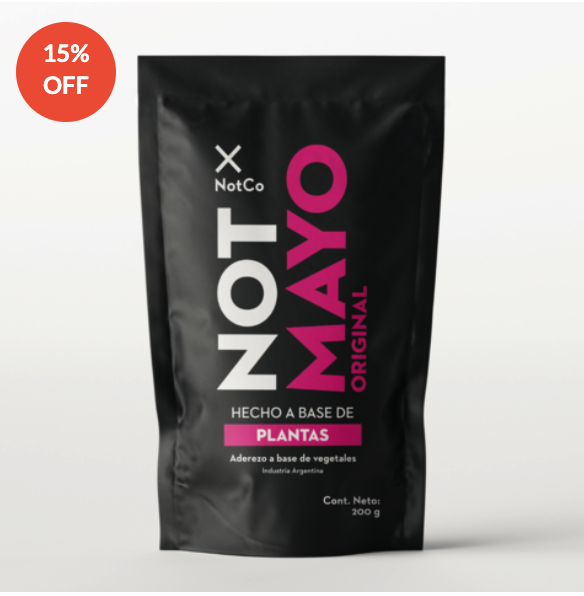 15%
OFF
NotCo
NOT
MAYO
ORIGINAL
HECHO A BASE DE
PLANTAS
Aderezo a base de vegetales
Industria Argentina
Cont. Neto:
200 g